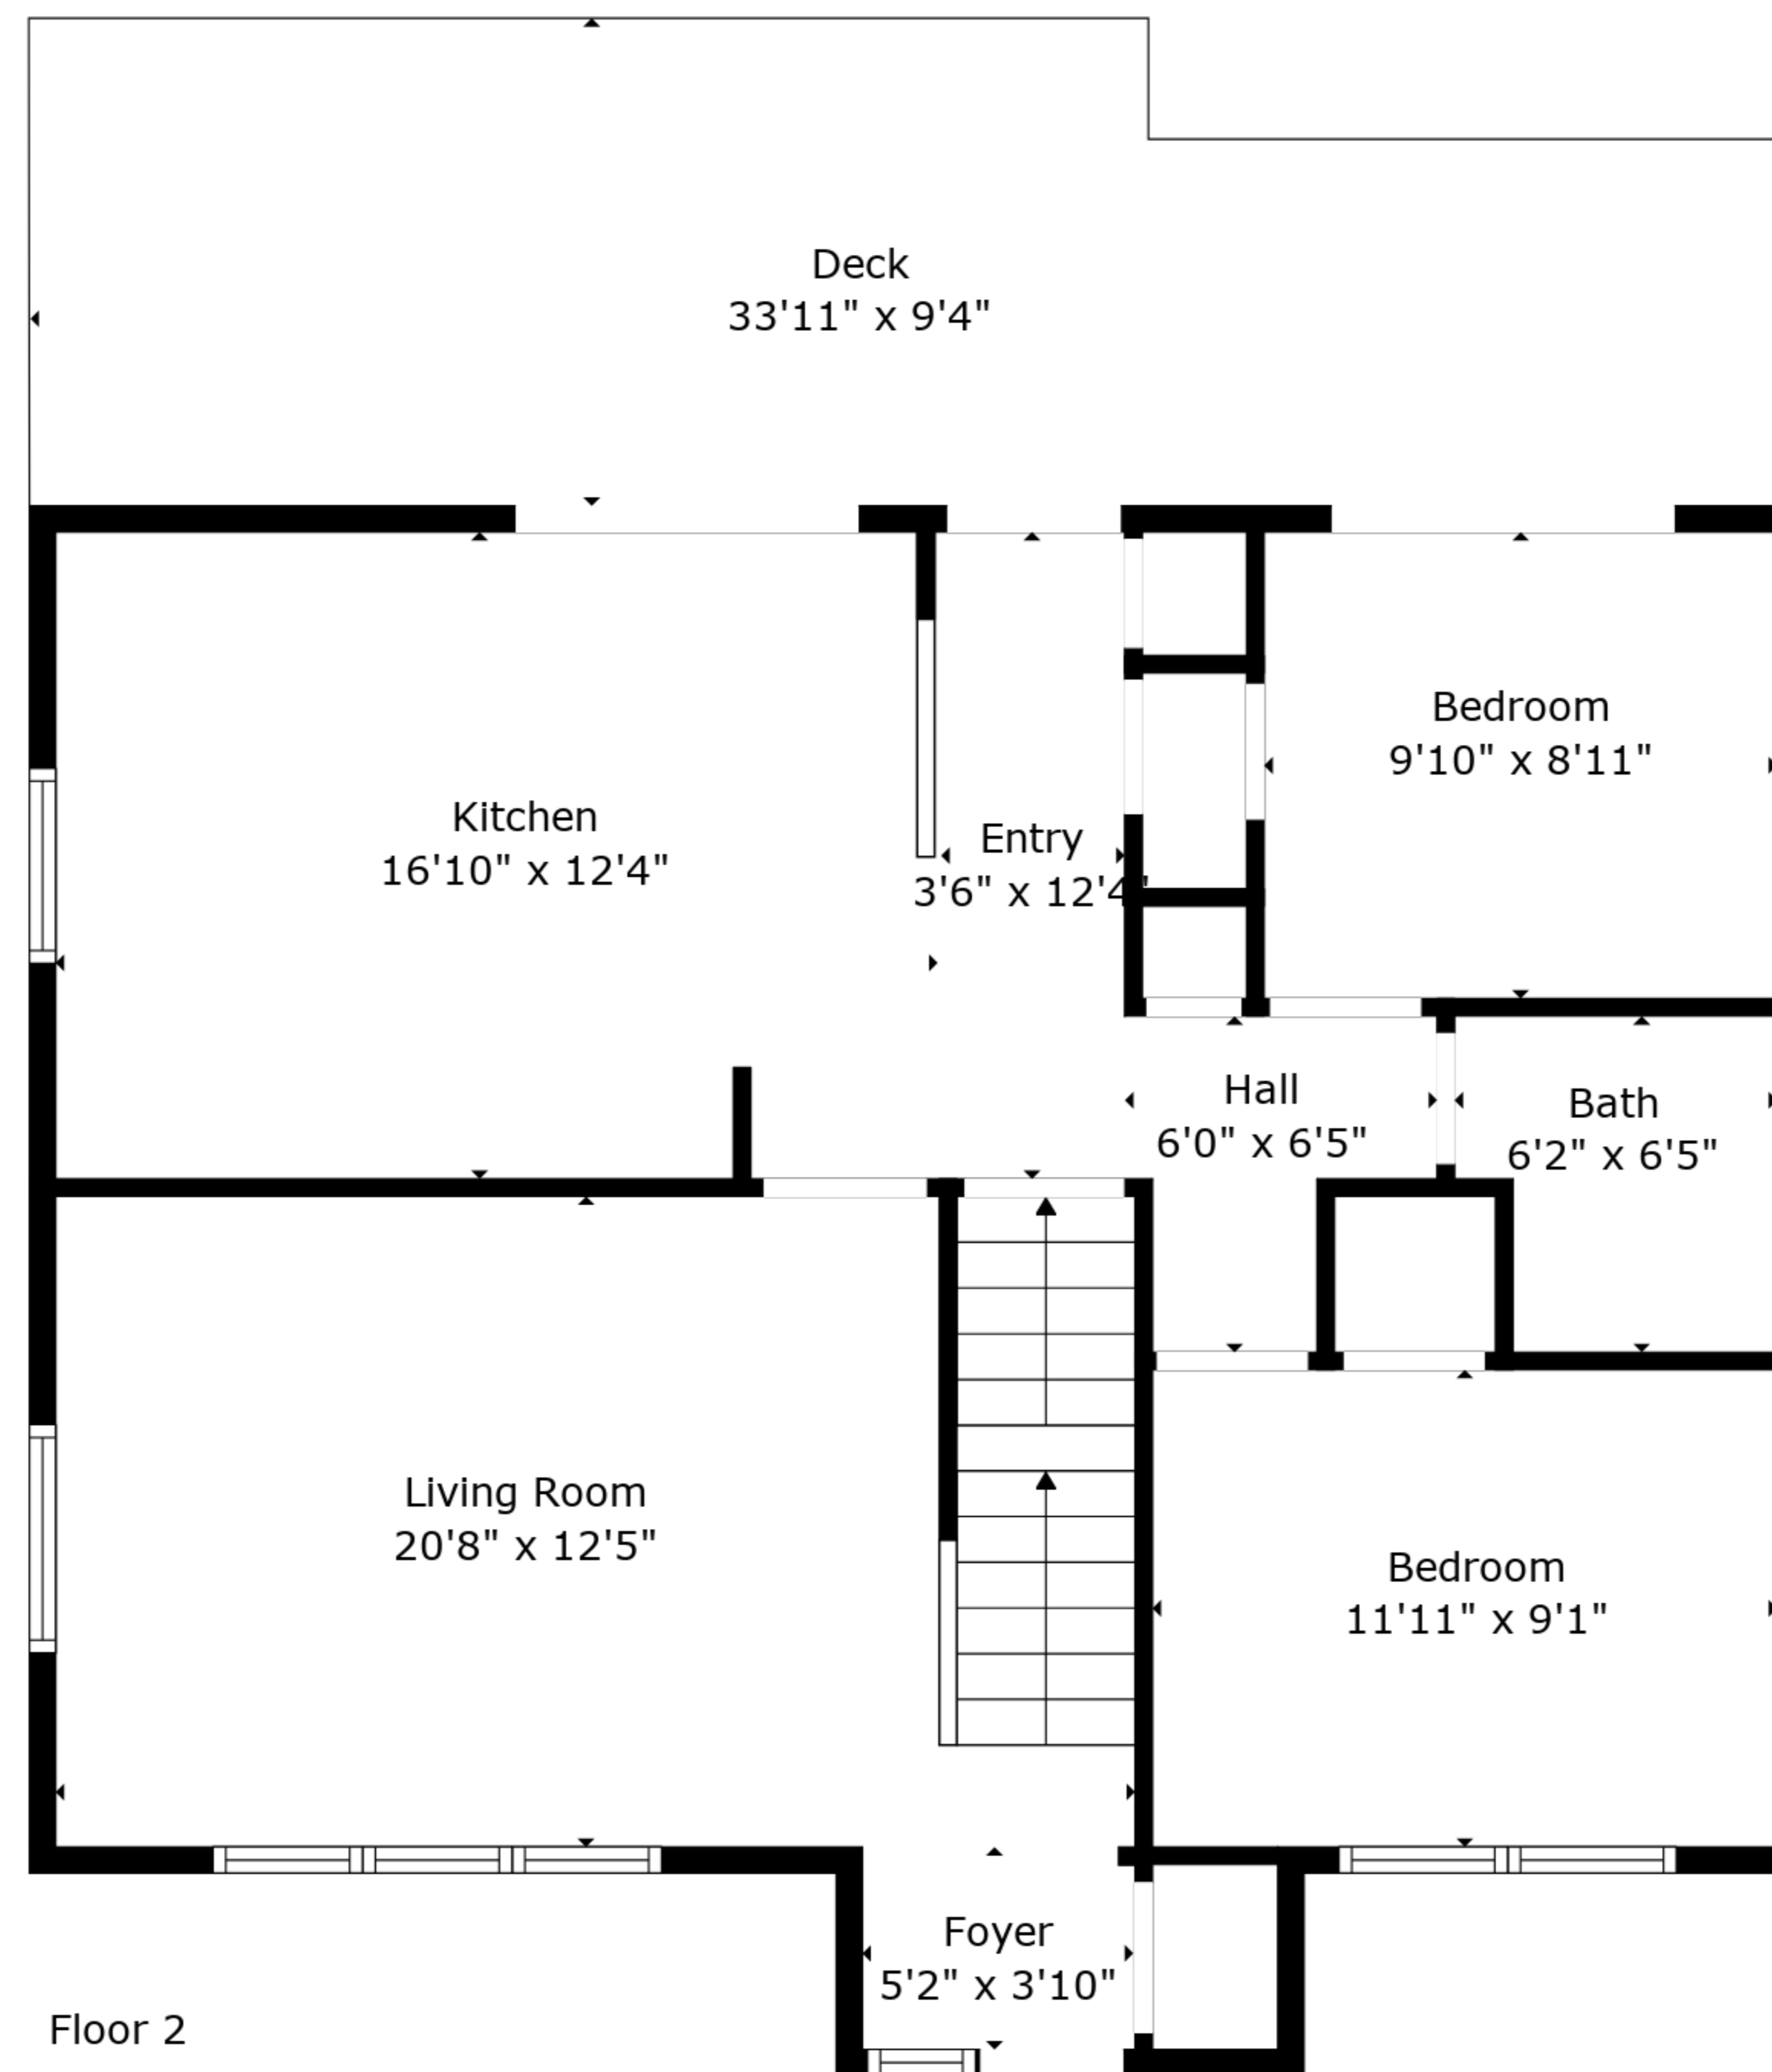 Deck
33'11" x 9'4"
Bedroom
9'10" x 8'11"
Kitchen
16'10" x 12'4"
Entry
3'6" x 12'4"
Hall
6'0" x 6'5"
Bath
6'2" x 6'5"
Living Room
20'8" x 12'5"
Bedroom
11'11" x 9'1"
Foyer
5'2" x 3'10"
Floor 2